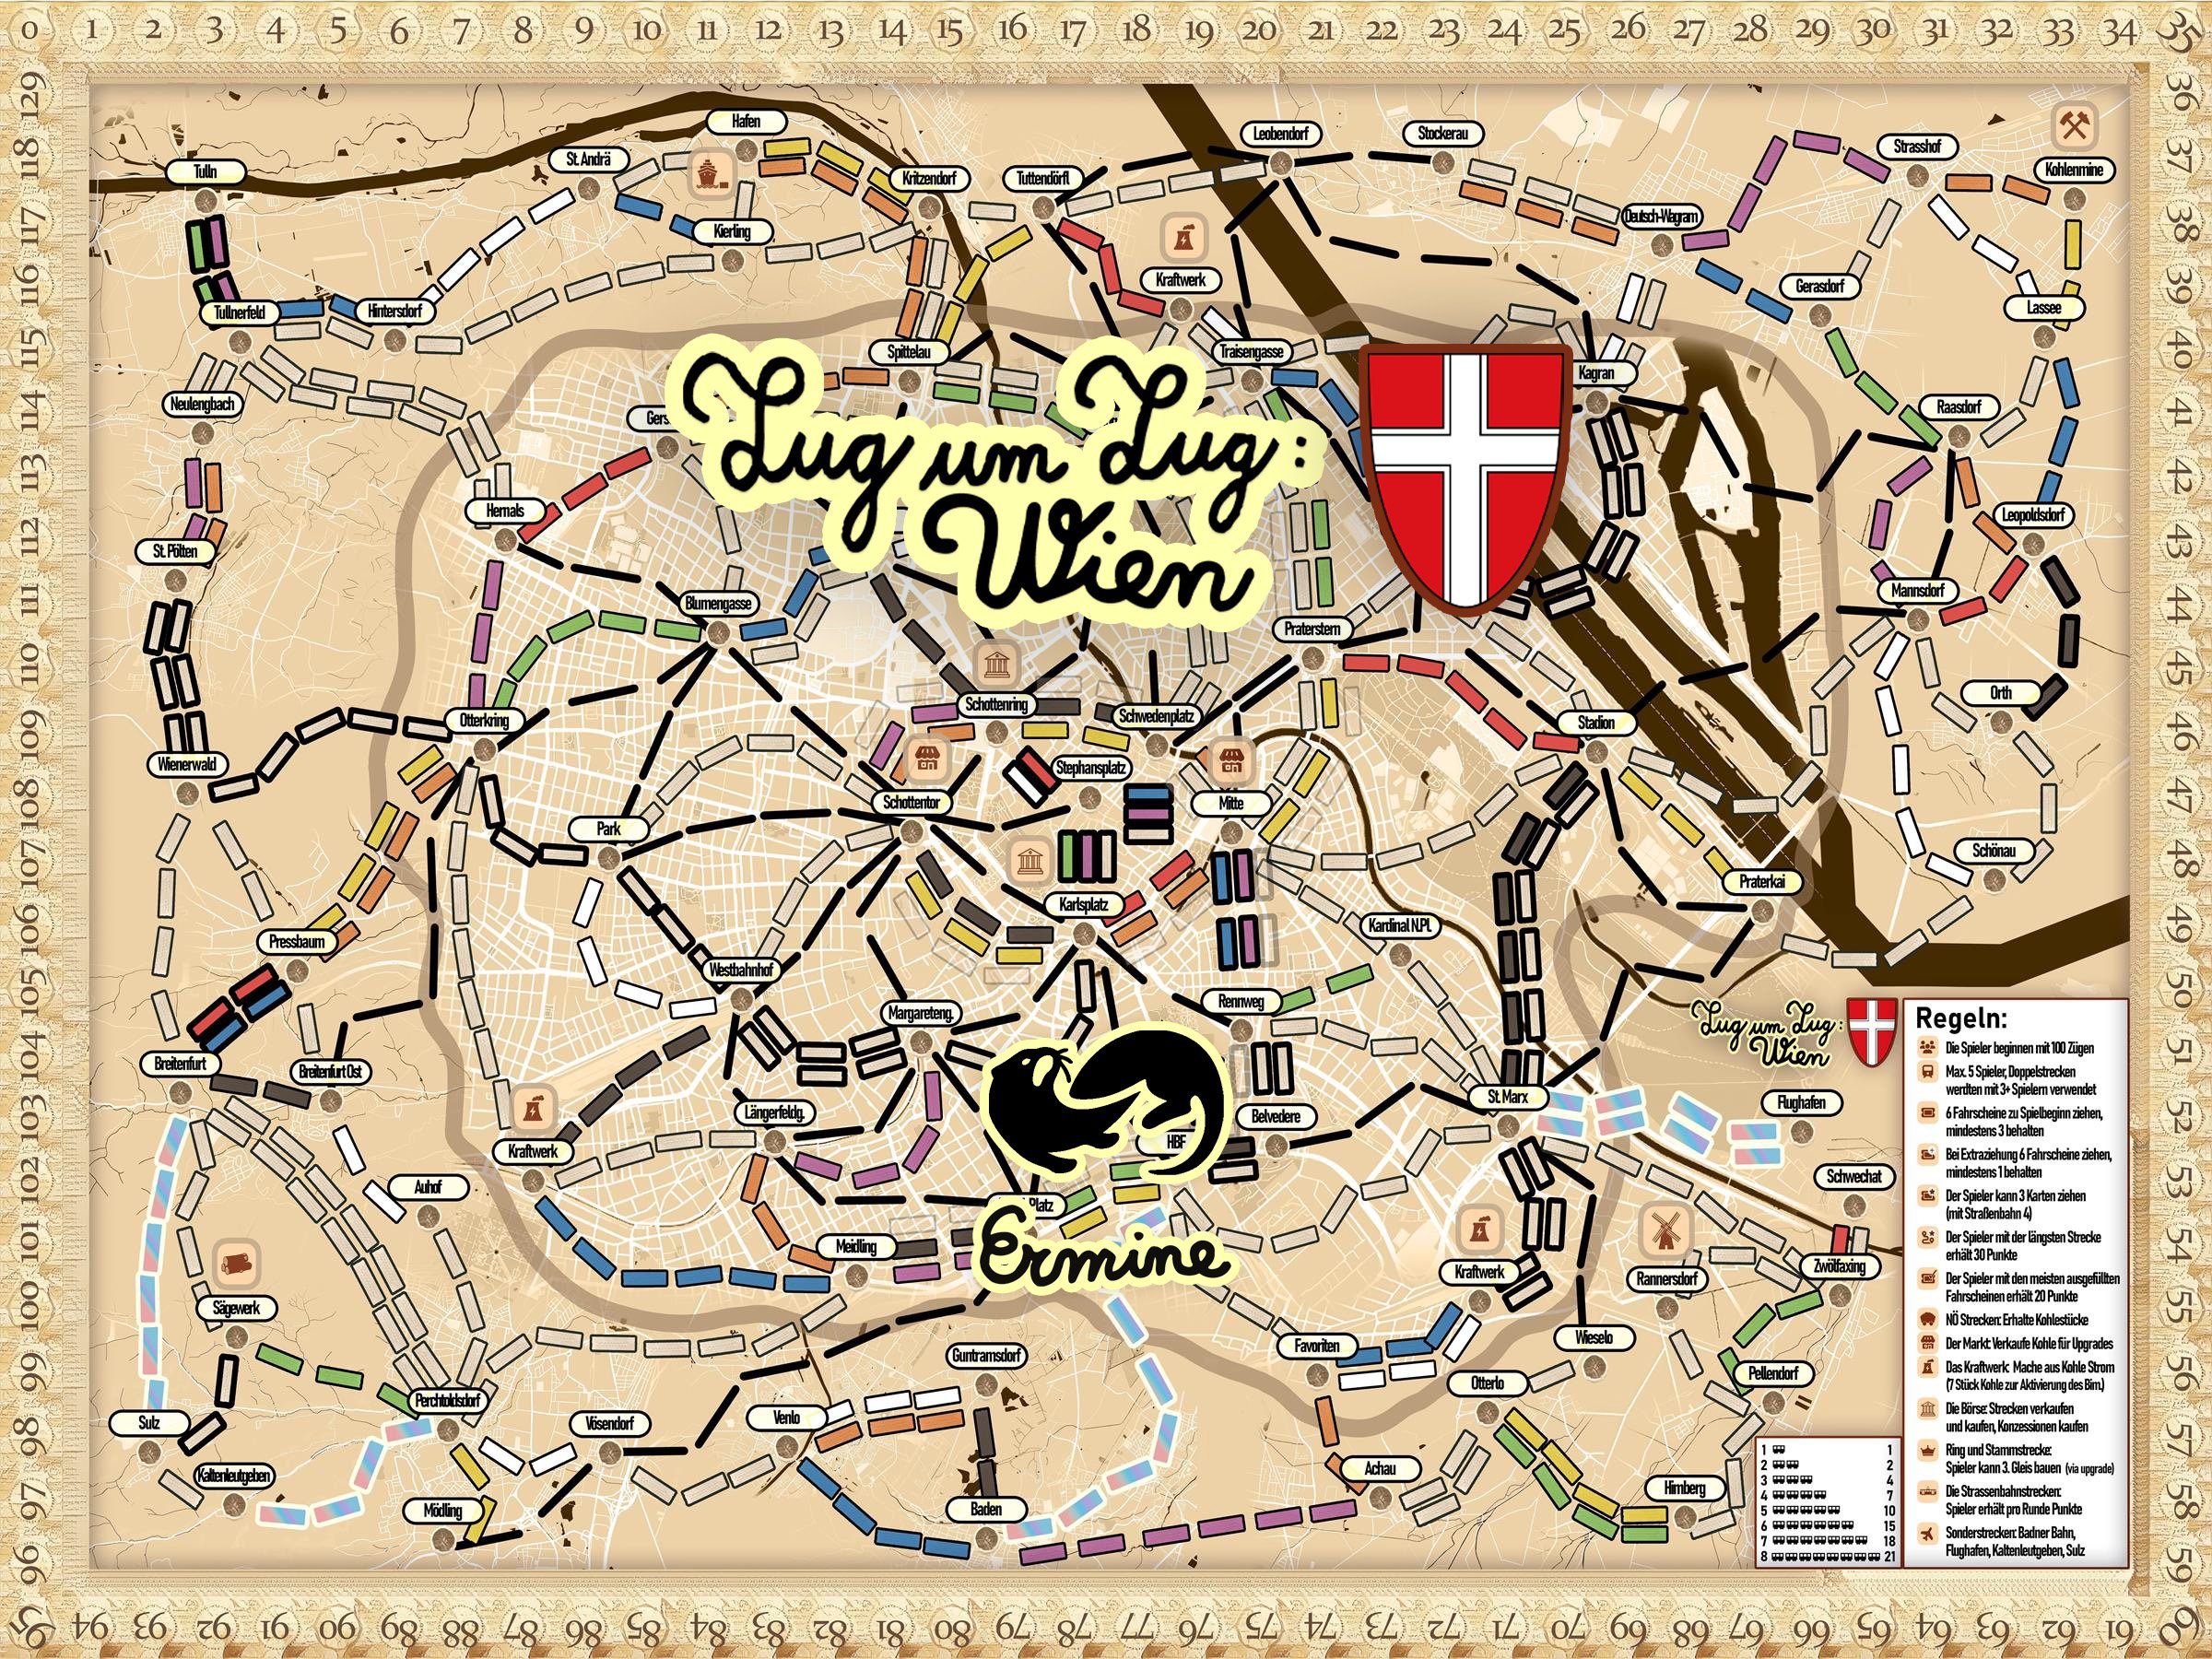 0 1 2 3 4 5 6 7 8 9 10 11 12 13 14 15 16 17 18 19 20 21 22 23 24 25 26 27 28 29 30 31 32 33 34 35
129 118 117 116 115 114 113 112 111 110 109 108 107 106 105 104 103 102 101 100 99 98 97 96
36 37 38 39 40 41 42 43 44 45 46 47 48 49 50 51 52 53 54 55 56 57 58 59
Hafen
Leobendorf
Stockerau
Strasshof
St. Andrä
Tulln
Kritzendorf
Tuttendörfl
Kohlenmine
Kierling
Deutsch-Wagram
Kraftwerk
Gerasdorf
Tullnerfeld
Hintersdorf
Lassee
Spittelau
Traisengasse
Kagran
Neulengbach
Gers
Raasdorf
Zug um Zug:
Wien
Hernals
Leopoldsdorf
St. Pölten
Blumengasse
Mannsdorf
Praterstern
Orth
Schottenring
Schwedenplatz
Otterkring
Stadion
Wienerwald
Stephansplatz
Schottentor
Mitte
Park
Schönau
Praterkai
Karlsplatz
Kardinal N.Pl.
Pressbaum
Westbahnhof
Rennweg
Margareteng.
Breitenfurt
Breitenfurt Ost
St. Marx
Flughafen
Längerfeldg.
Belvedere
HBF
Kraftwerk
Schwechat
Auhof
Platz
Meidling
Ermine
Kraftwerk
Rannersdorf
Zwölfaxing
Sägewerk
Wieselo
Favoriten
Guntramsdorf
Pellendorf
Otterlo
Perchtoldsdorf
Sulz
Vösendorf
Venlo
Kaltenleutgeben
Achau
Himberg
Mödling
Baden
Zug um Zug:
Wien
Regeln:
Die Spieler beginnen mit 100 Zügen
Max. 5 Spieler, Doppelstrecken
werdten mit 3+ Spielern verwendet
6 Fahrscheine zu Spielbeginn ziehen,
mindestens 3 behalten
Bei Extraziehung 6 Fahrscheine ziehen,
mindestens 1 behalten
Der Spieler kann 3 Karten ziehen
(mit Straßenbahn 4)
Der Spieler mit der längsten Strecke
erhält 30 Punkte
Der Spieler mit den meisten ausgefüllten
Fahrscheinen erhält 20 Punkte
NÖ Strecken: Erhalte Kohlestücke
Der Markt: Verkaufe Kohle für Upgrades
Das Kraftwerk: Mache aus Kohle Strom
(7 Stück Kohle zur Aktivierung des Bim.)
Die Börse: Strecken verkaufen
und kaufen, Konzessionen kaufen
Ring und Stammstrecke:
Spieler kann 3. Gleis bauen (via upgrade)
Die Strassenbahnstrecken:
Spieler erhält pro Runde Punkte
Sonderstrecken: Badner Bahn,
Flughafen, Kaltenleutgeben, Sulz
1 1
2 2
3 4
4 7
5 10
6 15
7 18
8 21
95 94 93 92 91 90 89 88 87 86 85 84 83 82 81 80 79 78 77 76 75 74 73 72 71 70 69 68 67 66 65 64 63 62 61 60